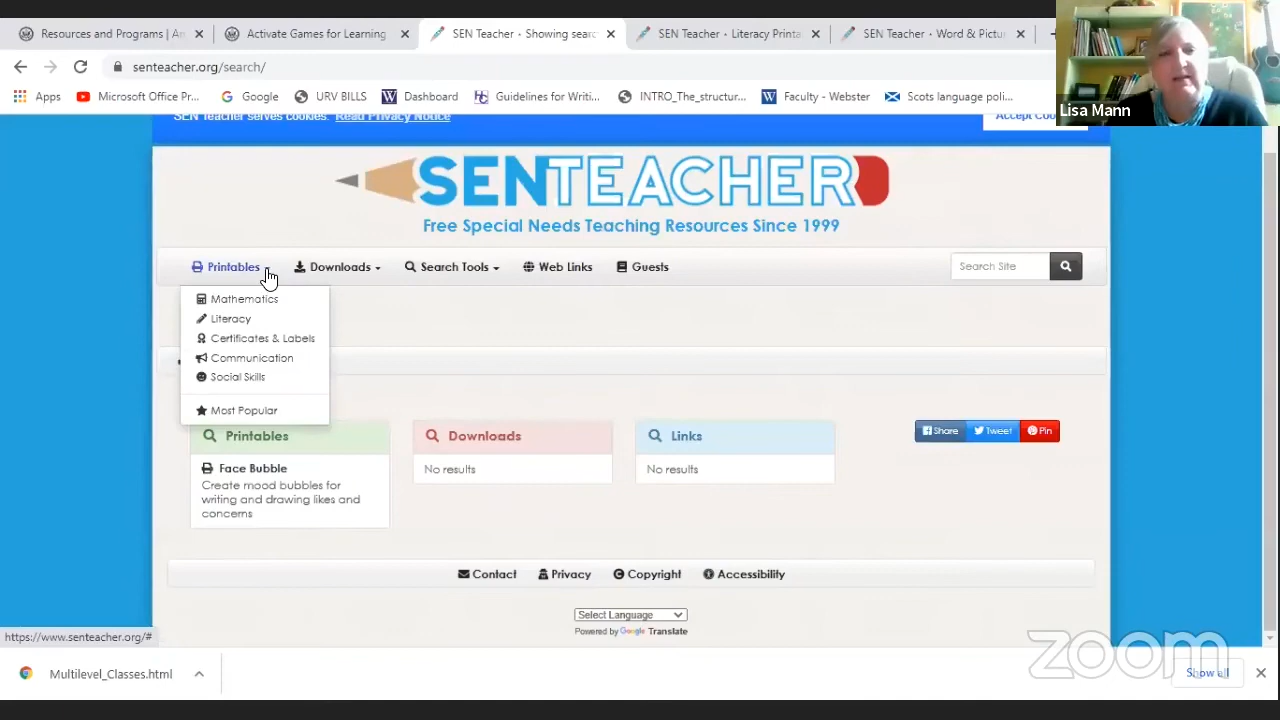 Resources and Programs | Am
Activate Games for Learning
SEN Teacher • Showing sear
SEN Teacher • Literacy Printa
SEN Teacher • Word & Pictu
senteacher.org/search/
Apps
Microsoft Office Pr...
Google
URV BILLS
Dashboard
Guidelines for Writi...
INTRO_The_structur...
Faculty - Webster
Scots language poli...
Lisa Mann
SEN Teacher serves cookies. Read Privacy Notice
Accept Coo
SENTEACHER
Free Special Needs Teaching Resources Since 1999
Printables
Downloads
Search Tools
Web Links
Guests
Search Site
Mathematics
Literacy
Certificates & Labels
Communication
Social Skills
Most Popular
Printables
Downloads
Links
Share
Tweet
Pin
Face Bubble
No results
No results
Create mood bubbles for
writing and drawing likes and
concerns
Contact
Privacy
Copyright
Accessibility
Select Language
Powered by Google Translate
https://www.senteacher.org/#
zoom
Multilevel_Classes.html
Show all